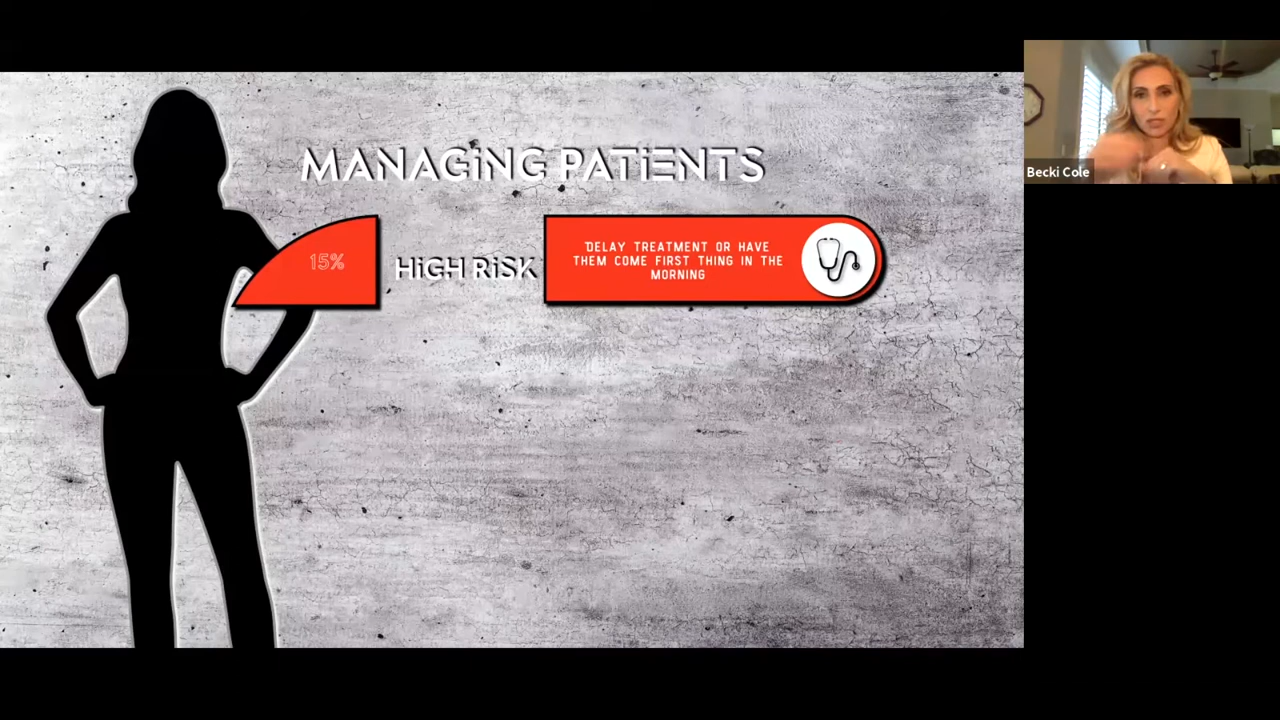 MANAGiNG PATiENTS
15%
HiGH RiSK
DELAY TREATMENT OR HAVE
THEM COME FIRST THING IN THE
MORNING
Becki Cole